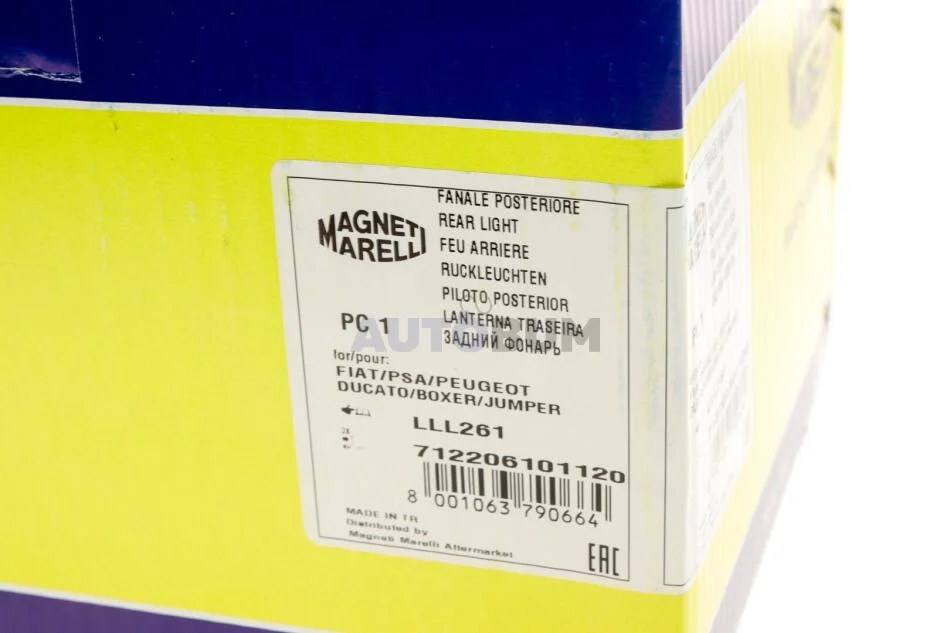 MAGNETI
MARELLI
FANALE POSTERIORE
REAR LIGHT
FEU ARRIERE
RUCKLEUCHTEN
PILOTO POSTERIOR
LANTERNA TRASEIRA
ЗАДНИЙ ФОНАРЬ
PC 1
AUTOBUM
for/pour:
FIAT/PSA/PEUGEOT
DUCATO/BOXER/JUMPER
LLL261
712206101120
8 001063 790664
MADE IN TR
Distributed by
Magneti Marelli Aftermarket
EAC